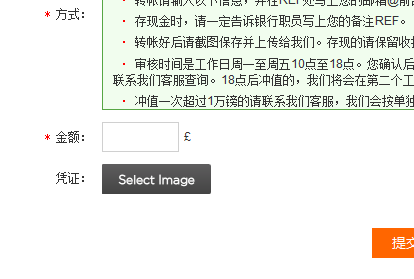 转帐请输入以下信息，并在REF处写上您的邮箱@前
* 方式：
· 存现金时，请一定告诉银行职员写上您的备注REF。
· 转帐好后请截图保存并上传给我们。存现的请保留收
· 审核时间是工作日周一至周五10点至18点。您确认后
联系我们客服查询。18点后冲值的，我们将会在第二个工
· 冲值一次超过1万镑的请联系我们客服，我们会按单独
* 金额： £
凭证： Select Image
提交